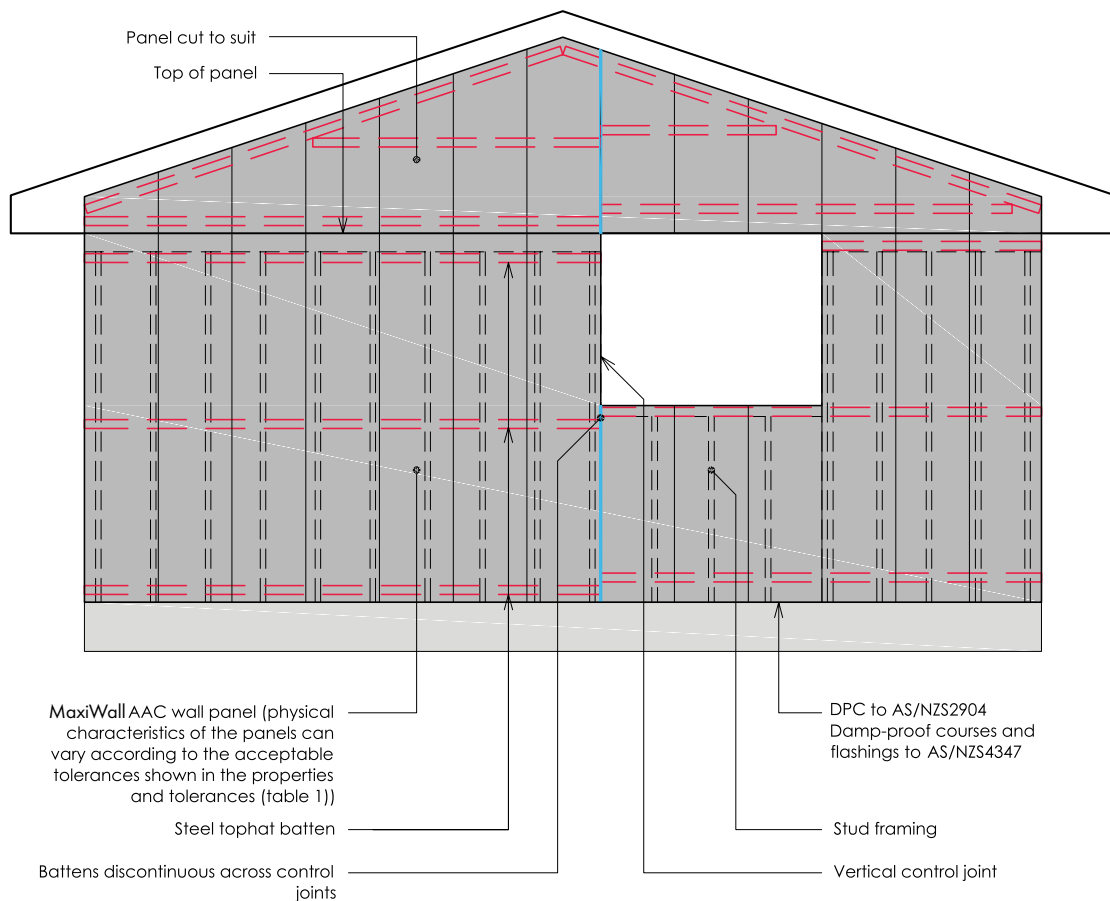 Panel cut to suit
Top of panel
MaxiWall AAC wall panel (physical
characteristics of the panels can
vary according to the acceptable
tolerances shown in the properties
and tolerances (table 1))
Steel tophat batten
Battens discontinuous across control
joints
DPC to AS/NZS2904
Damp-proof courses and
flashings to AS/NZS4347
Stud framing
Vertical control joint